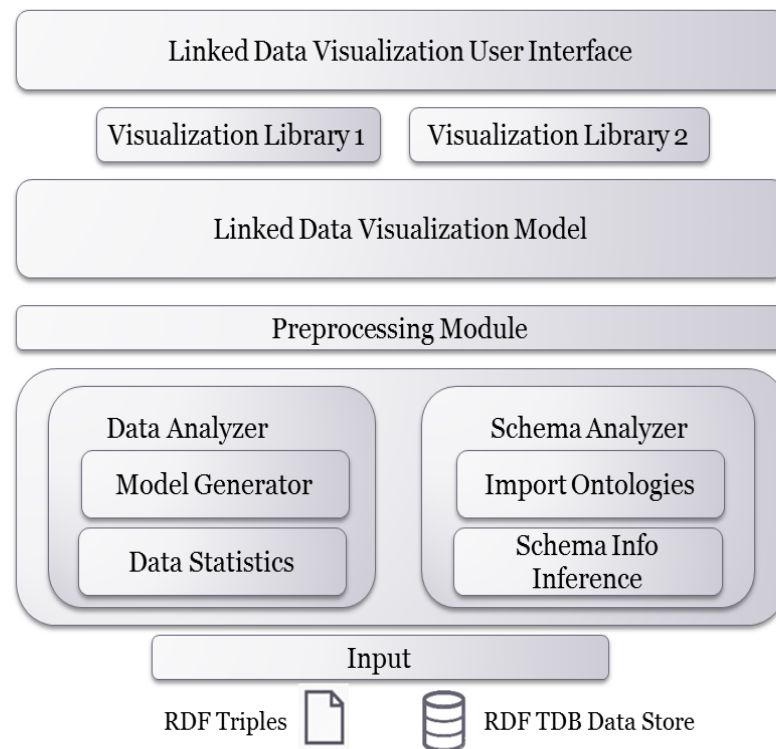 Linked Data Visualization User Interface
Visualization Library 1
Visualization Library 2
Linked Data Visualization Model
Preprocessing Module
Data Analyzer
Model Generator
Data Statistics
Schema Analyzer
Import Ontologies
Schema Info
Inference
Input
RDF Triples
RDF TDB Data Store